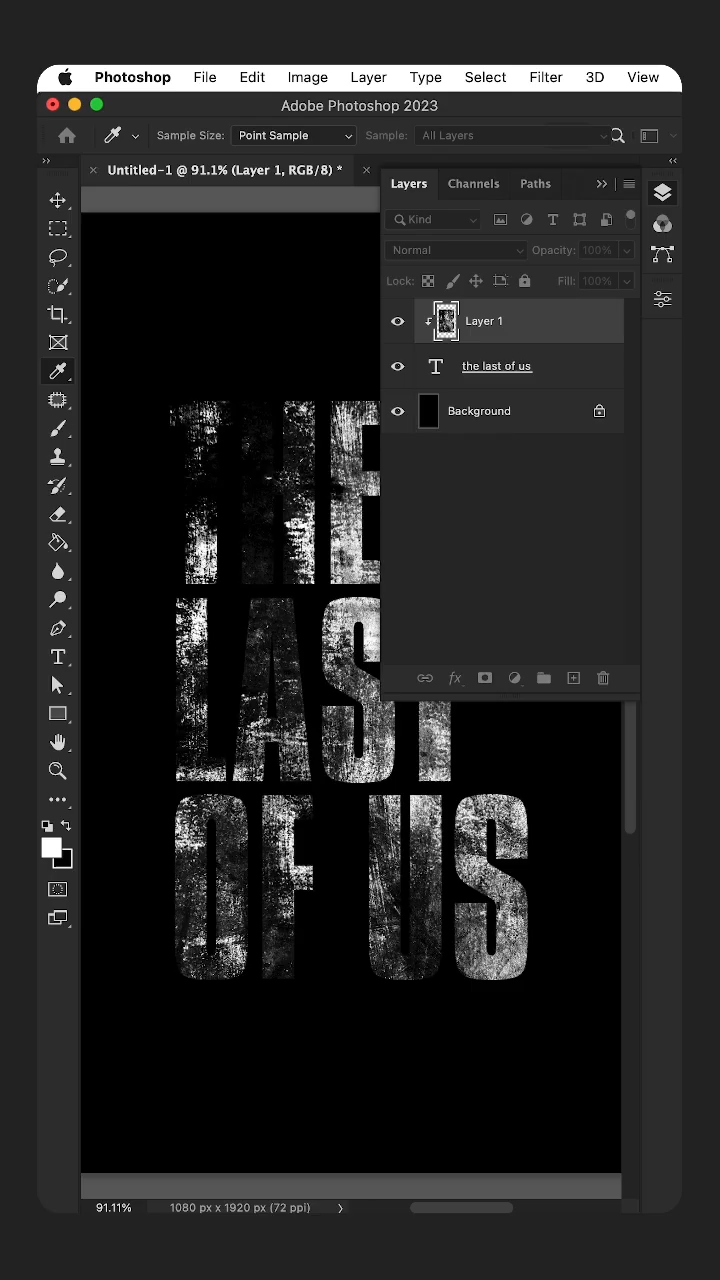 Photoshop File Edit Image Layer Type Select Filter 3D View
Adobe Photoshop 2023
Sample Size: Point Sample Sample: All Layers
Untitled-1 @ 91.1% (Layer 1, RGB/8) *
Layers Channels Paths
Kind
Normal Opacity: 100%
Lock: Fill: 100%
Layer 1
T the last of us
Background
fx
THE
LAST
OF US
91.11% 1080 px x 1920 px (72 ppi)